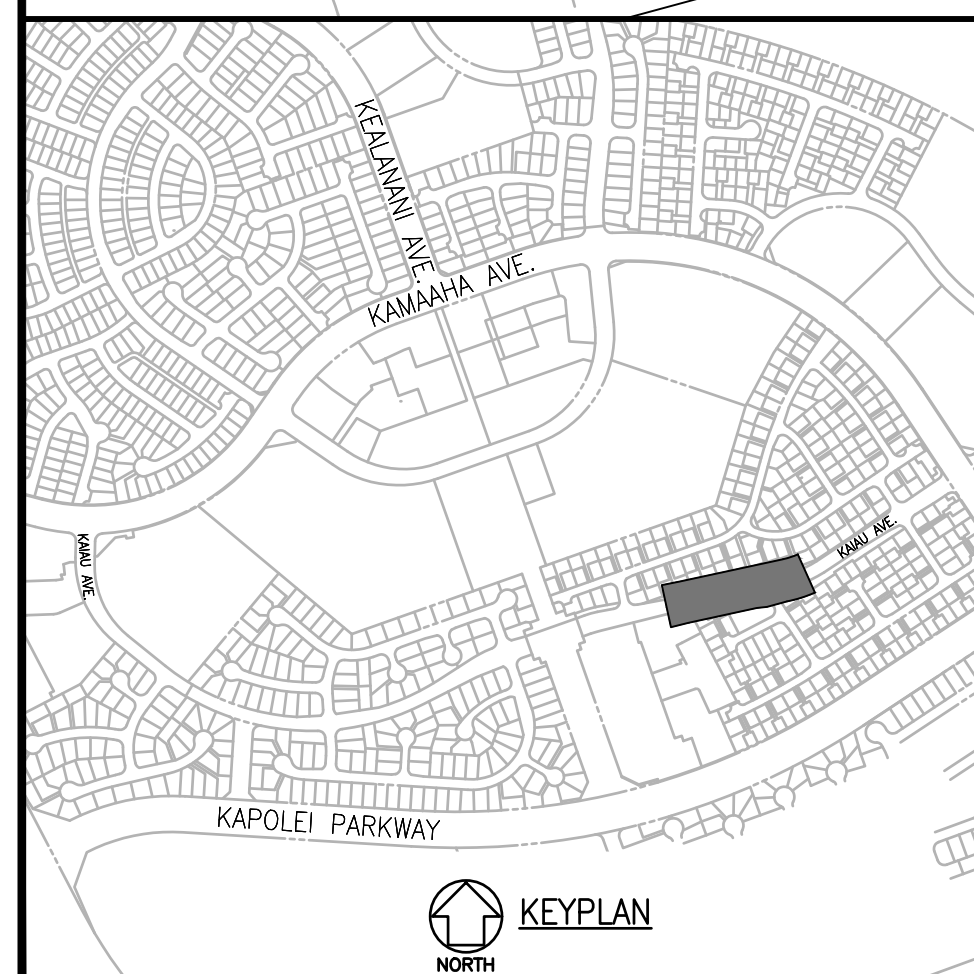 KEALANANI AVE.
KAMAAHA AVE.
KAIAU AVE.
KAIAU AVE.
KAPOLEI PARKWAY
KEYPLAN
NORTH